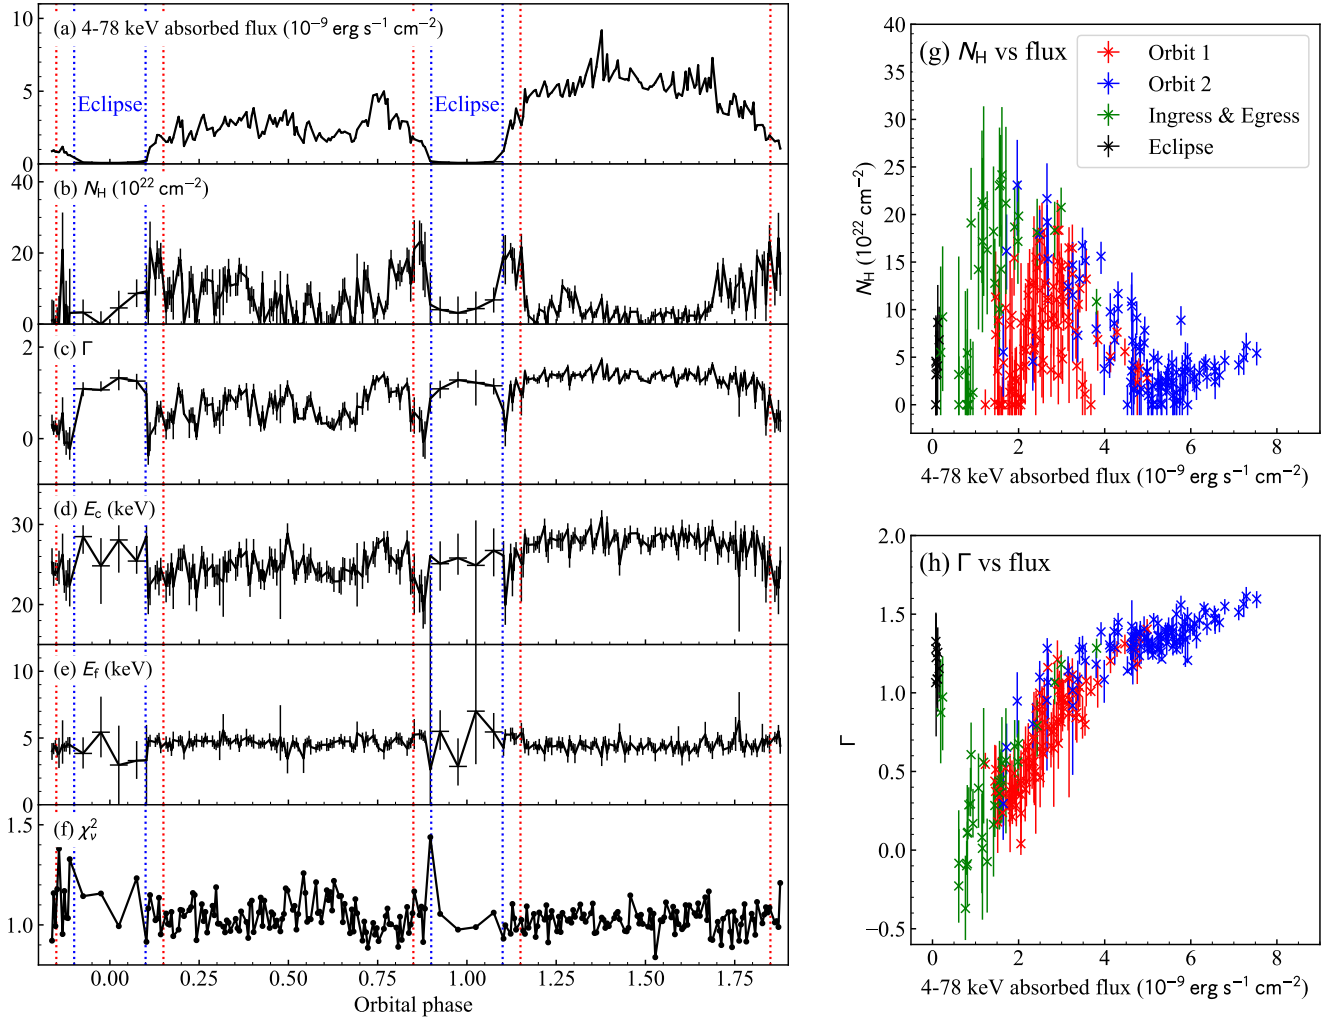 (a) 4-78 keV absorbed flux (10⁻⁹ erg s⁻¹ cm⁻²)
10
5
0
Eclipse
Eclipse
(b) N_H (10²² cm⁻²)
40
20
0
(c) Γ
2
0
(d) E_c (keV)
30
20
(e) E_f (keV)
10
5
0
(f) χ²_ν
1.5
1.0
0.00 0.25 0.50 0.75 1.00 1.25 1.50 1.75
Orbital phase
(g) N_H vs flux
Orbit 1
Orbit 2
Ingress & Egress
Eclipse
40
35
30
25
20
15
10
5
0
N_H (10²² cm⁻²)
0 2 4 6 8
4-78 keV absorbed flux (10⁻⁹ erg s⁻¹ cm⁻²)
(h) Γ vs flux
2.0
1.5
1.0
0.5
0.0
−0.5
Γ
0 2 4 6 8
4-78 keV absorbed flux (10⁻⁹ erg s⁻¹ cm⁻²)